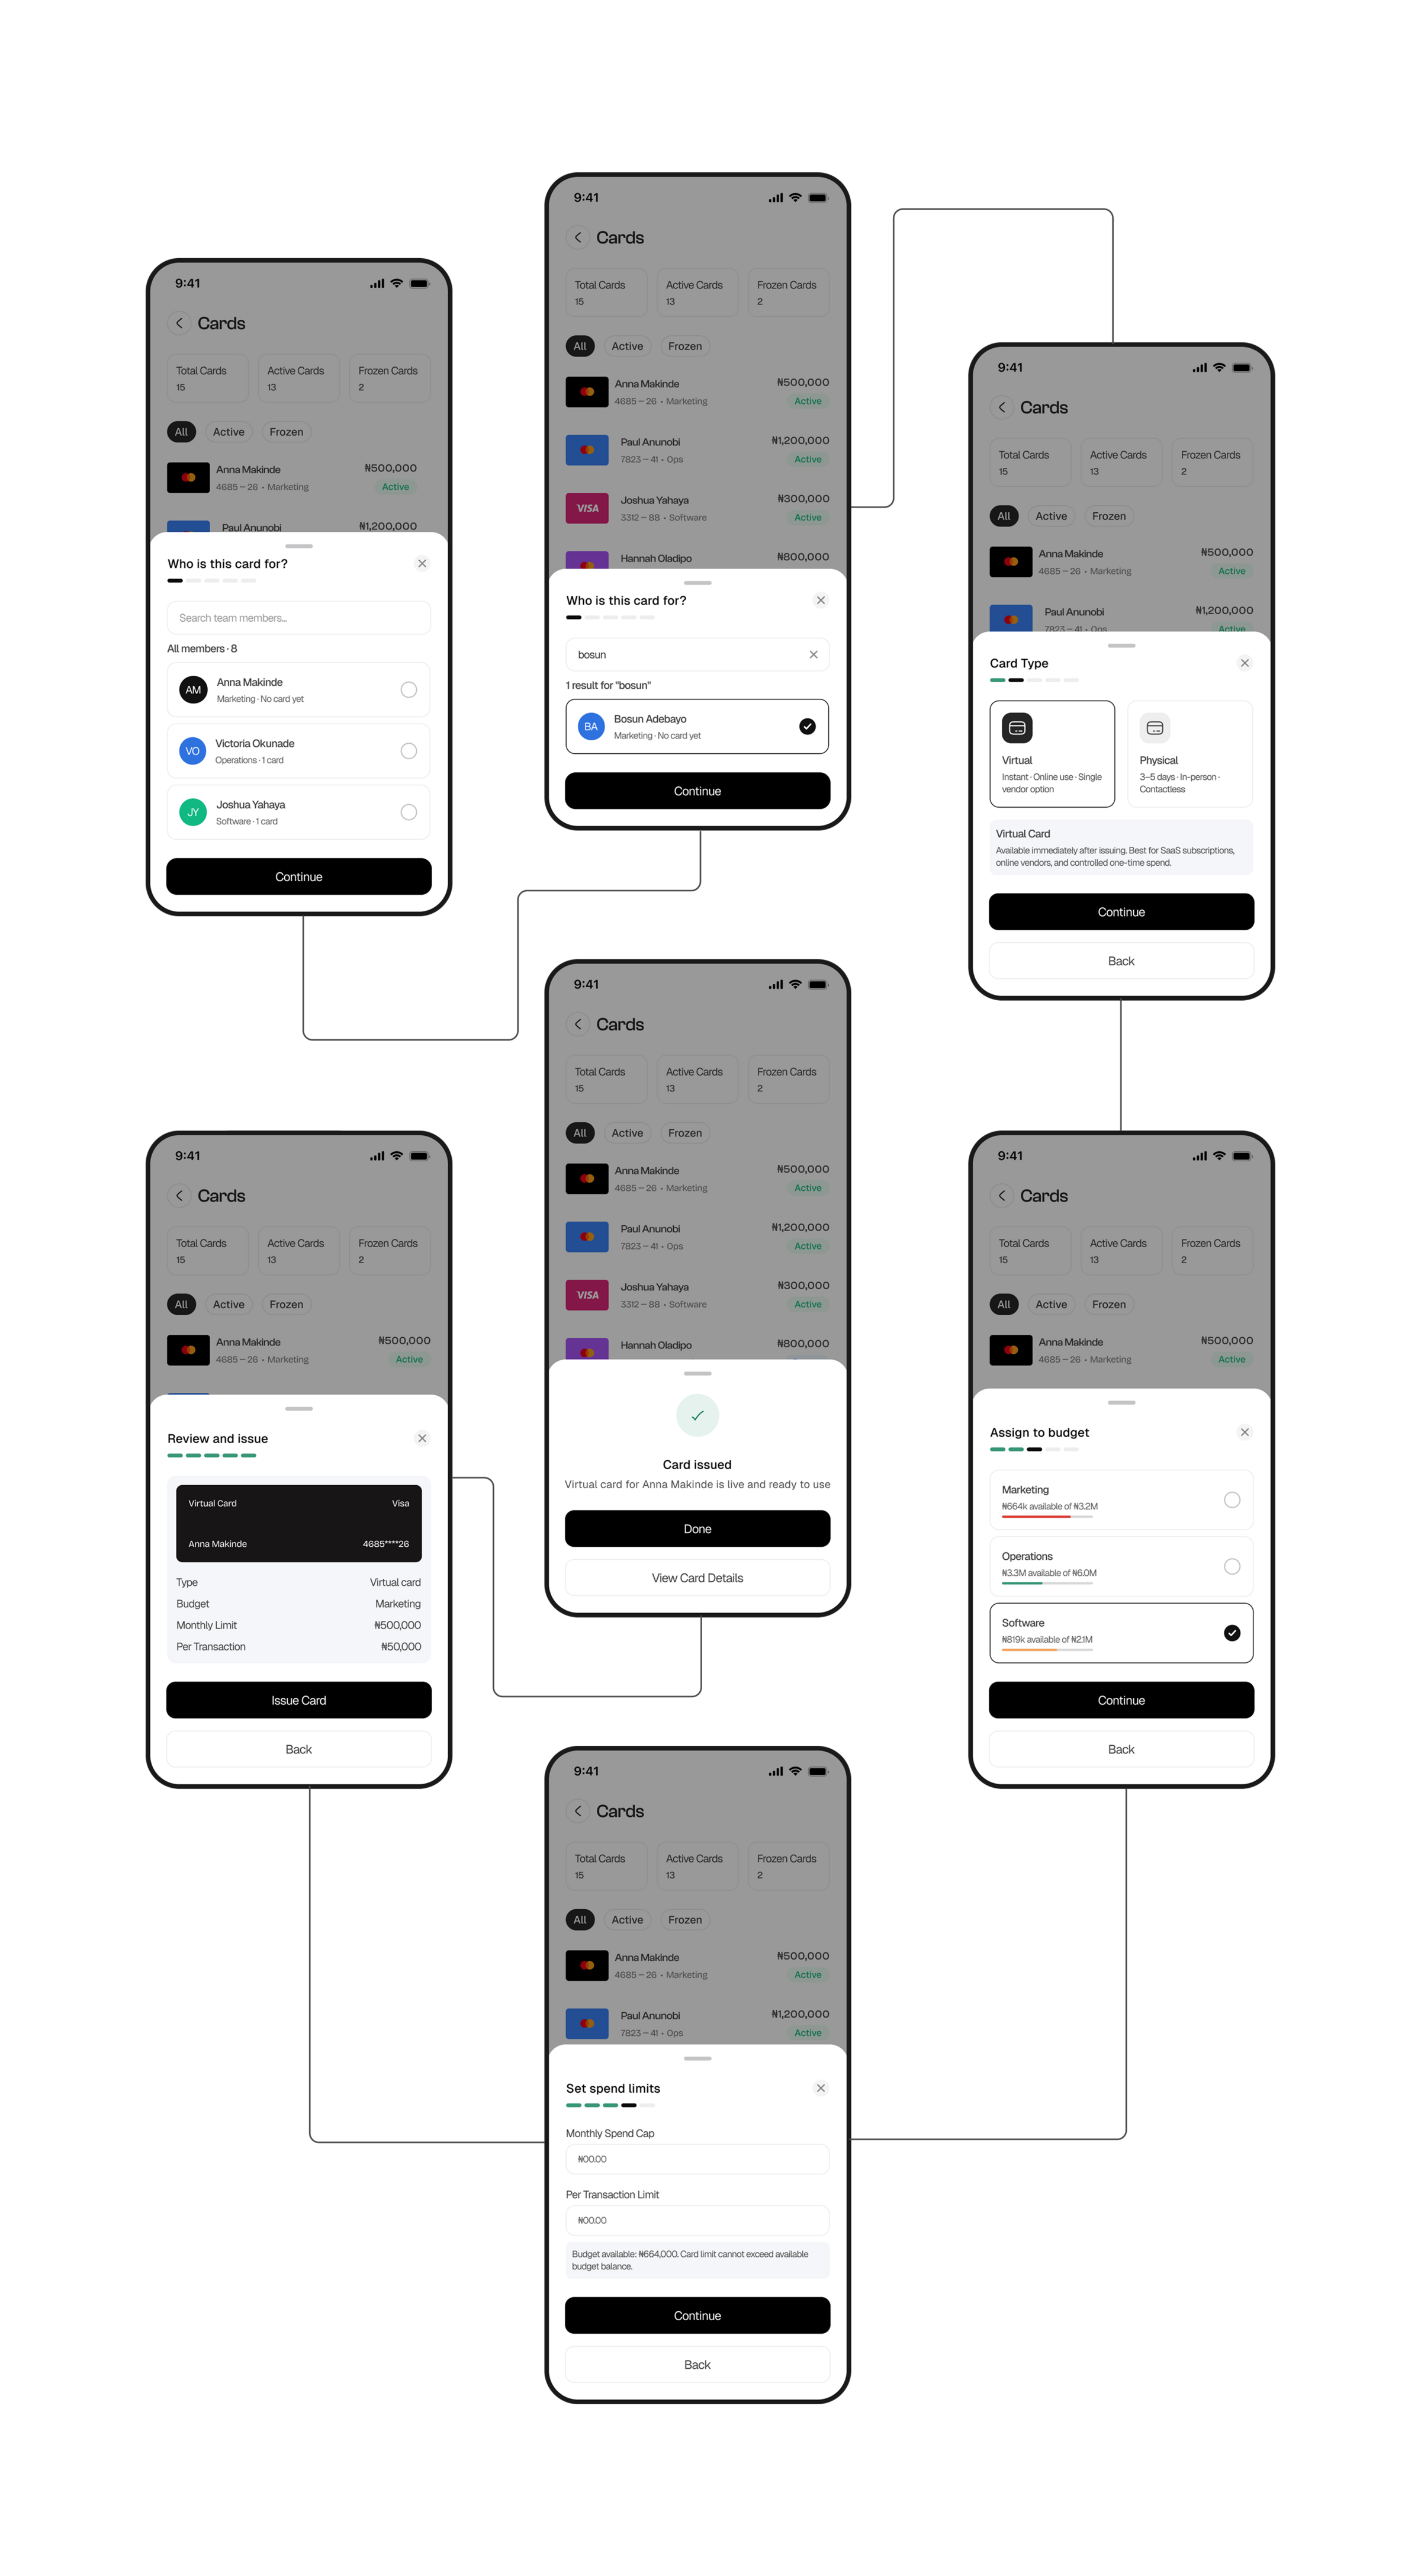 9:41
Cards
Total Cards
15
Active Cards
13
Frozen Cards
2
All
Active
Frozen
Anna Makinde
₦500,000
4685 – 26 • Marketing
Active
Paul Anunobi
₦1,200,000
Who is this card for?
Search team members...
All members · 8
AM
Anna Makinde
Marketing · No card yet
VO
Victoria Okunade
Operations · 1 card
JY
Joshua Yahaya
Software · 1 card
Continue
9:41
Cards
Total Cards
15
Active Cards
13
Frozen Cards
2
All
Active
Frozen
Anna Makinde
₦500,000
4685 – 26 • Marketing
Active
Paul Anunobi
₦1,200,000
7823 – 41 • Ops
Active
VISA
Joshua Yahaya
₦300,000
3312 – 88 • Software
Active
Hannah Oladipo
₦800,000
Who is this card for?
bosun
1 result for "bosun"
BA
Bosun Adebayo
Marketing · No card yet
Continue
9:41
Cards
Total Cards
15
Active Cards
13
Frozen Cards
2
All
Active
Frozen
Anna Makinde
₦500,000
4685 – 26 • Marketing
Active
Paul Anunobi
₦1,200,000
7823 – 41 • Ops
Active
Card Type
Virtual
Instant · Online use · Single
vendor option
Physical
3–5 days · In-person ·
Contactless
Virtual Card
Available immediately after issuing. Best for SaaS subscriptions,
online vendors, and controlled one-time spend.
Continue
Back
9:41
Cards
Total Cards
15
Active Cards
13
Frozen Cards
2
All
Active
Frozen
Anna Makinde
₦500,000
4685 – 26 • Marketing
Active
Assign to budget
Marketing
₦664k available of ₦3.2M
Operations
₦3.3M available of ₦6.0M
Software
₦819k available of ₦2.1M
Continue
Back
9:41
Cards
Total Cards
15
Active Cards
13
Frozen Cards
2
All
Active
Frozen
Anna Makinde
₦500,000
4685 – 26 • Marketing
Active
Paul Anunobi
₦1,200,000
7823 – 41 • Ops
Active
Set spend limits
Monthly Spend Cap
₦00.00
Per Transaction Limit
₦00.00
Budget available: ₦664,000. Card limit cannot exceed available
budget balance.
Continue
Back
9:41
Cards
Total Cards
15
Active Cards
13
Frozen Cards
2
All
Active
Frozen
Anna Makinde
₦500,000
4685 – 26 • Marketing
Active
Review and issue
Virtual Card
Visa
Anna Makinde
4685****26
Type
Virtual card
Budget
Marketing
Monthly Limit
₦500,000
Per Transaction
₦50,000
Issue Card
Back
9:41
Cards
Total Cards
15
Active Cards
13
Frozen Cards
2
All
Active
Frozen
Anna Makinde
₦500,000
4685 – 26 • Marketing
Active
Paul Anunobi
₦1,200,000
7823 – 41 • Ops
Active
VISA
Joshua Yahaya
₦300,000
3312 – 88 • Software
Active
Hannah Oladipo
₦800,000
Card issued
Virtual card for Anna Makinde is live and ready to use
Done
View Card Details